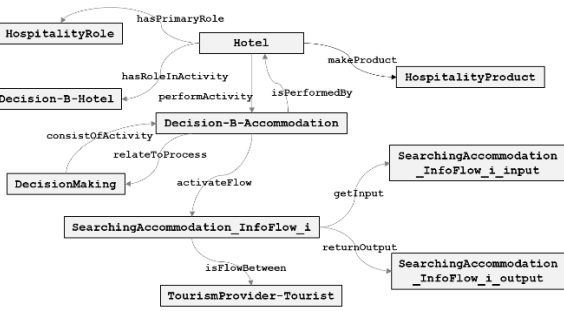 hasPrimaryRole
HospitalityRole
Hotel
makeProduct
HospitalityProduct
hasRoleInActivity
performActivity
isPerformedBy
Decision-B-Hotel
Decision-B-Accommodation
consistOfActivity
relateToProcess
DecisionMaking
activateFlow
SearchingAccommodation
_InfoFlow_i_input
getInput
SearchingAccommodation_InfoFlow_i
returnOutput
SearchingAccommodation
_InfoFlow_i_output
isFlowBetween
TourismProvider-Tourist